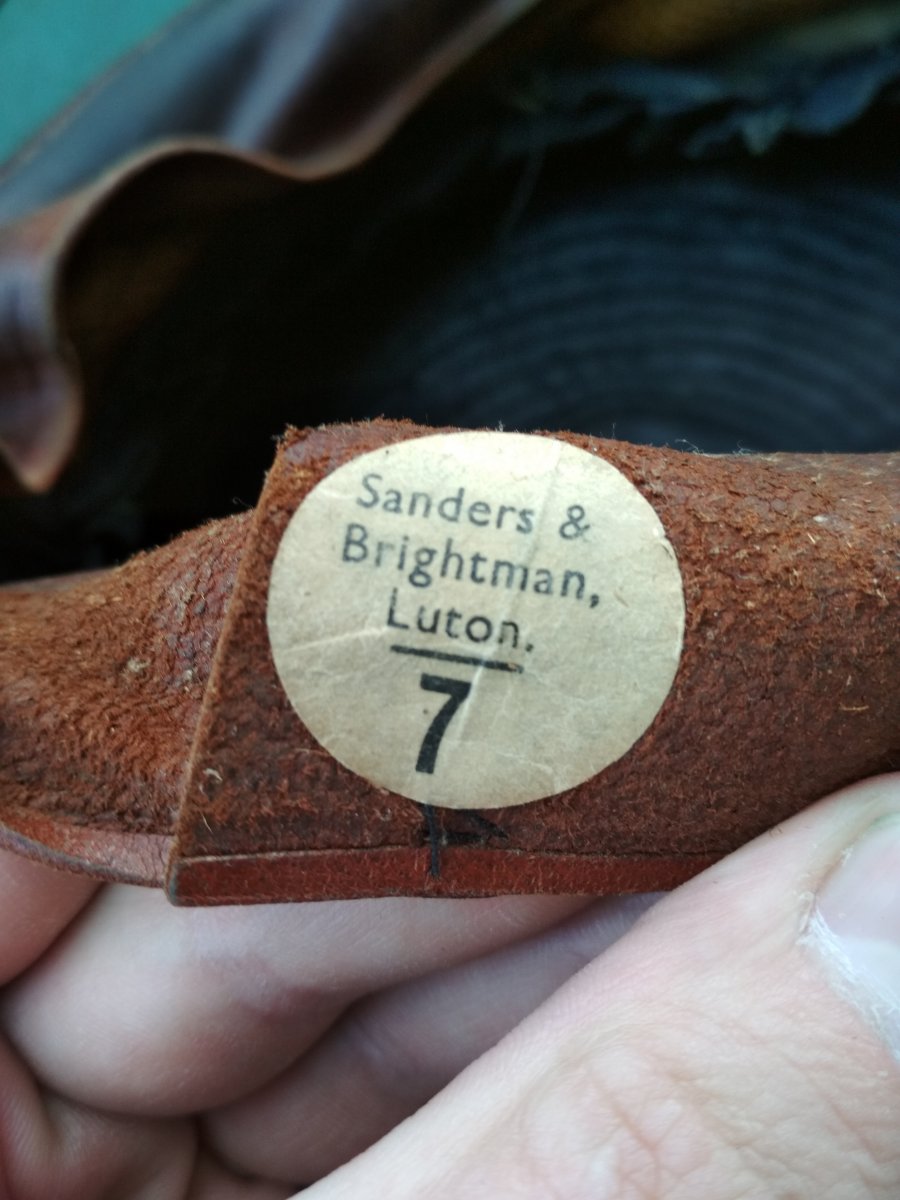 Sanders &
Brightman,
Luton.
7